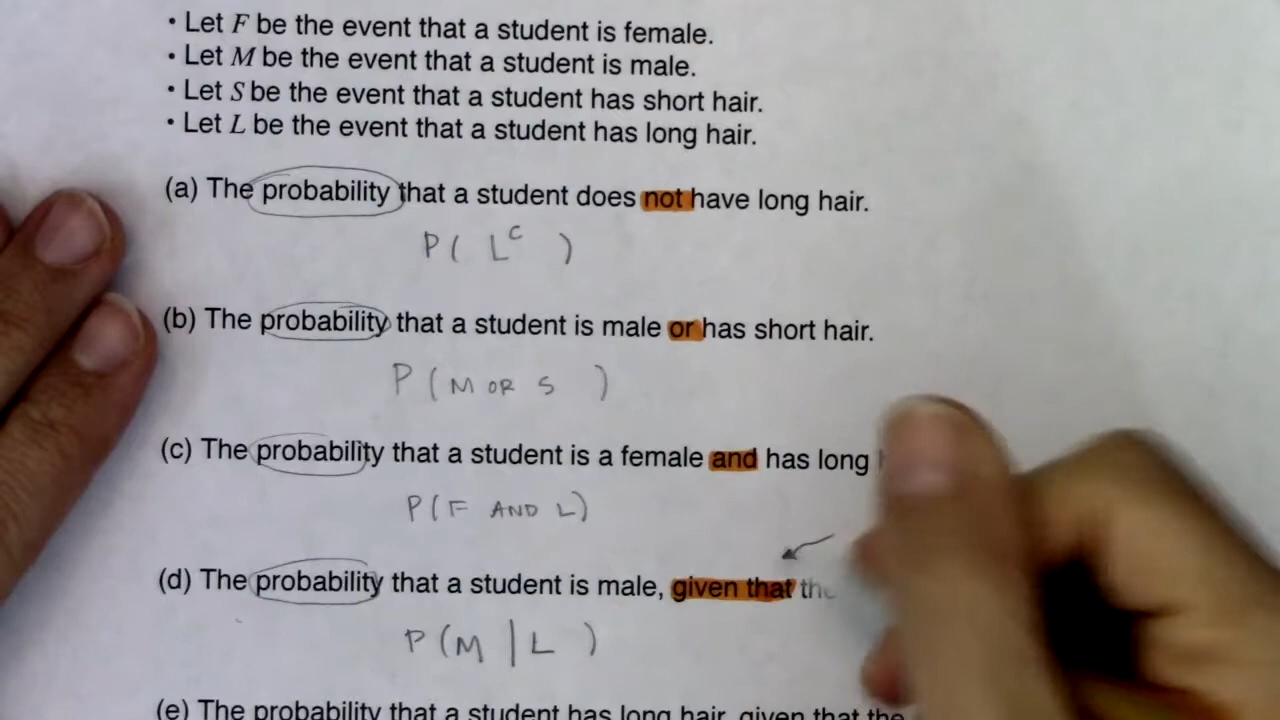 • Let F be the event that a student is female.
• Let M be the event that a student is male.
• Let S be the event that a student has short hair.
• Let L be the event that a student has long hair.
(a) The probability that a student does not have long hair.
P( Lᶜ )
(b) The probability that a student is male or has short hair.
P ( M OR S )
(c) The probability that a student is a female and has long
P( F AND L)
(d) The probability that a student is male, given that
P (M | L )
(e) The probability that a student has long hair, given that the